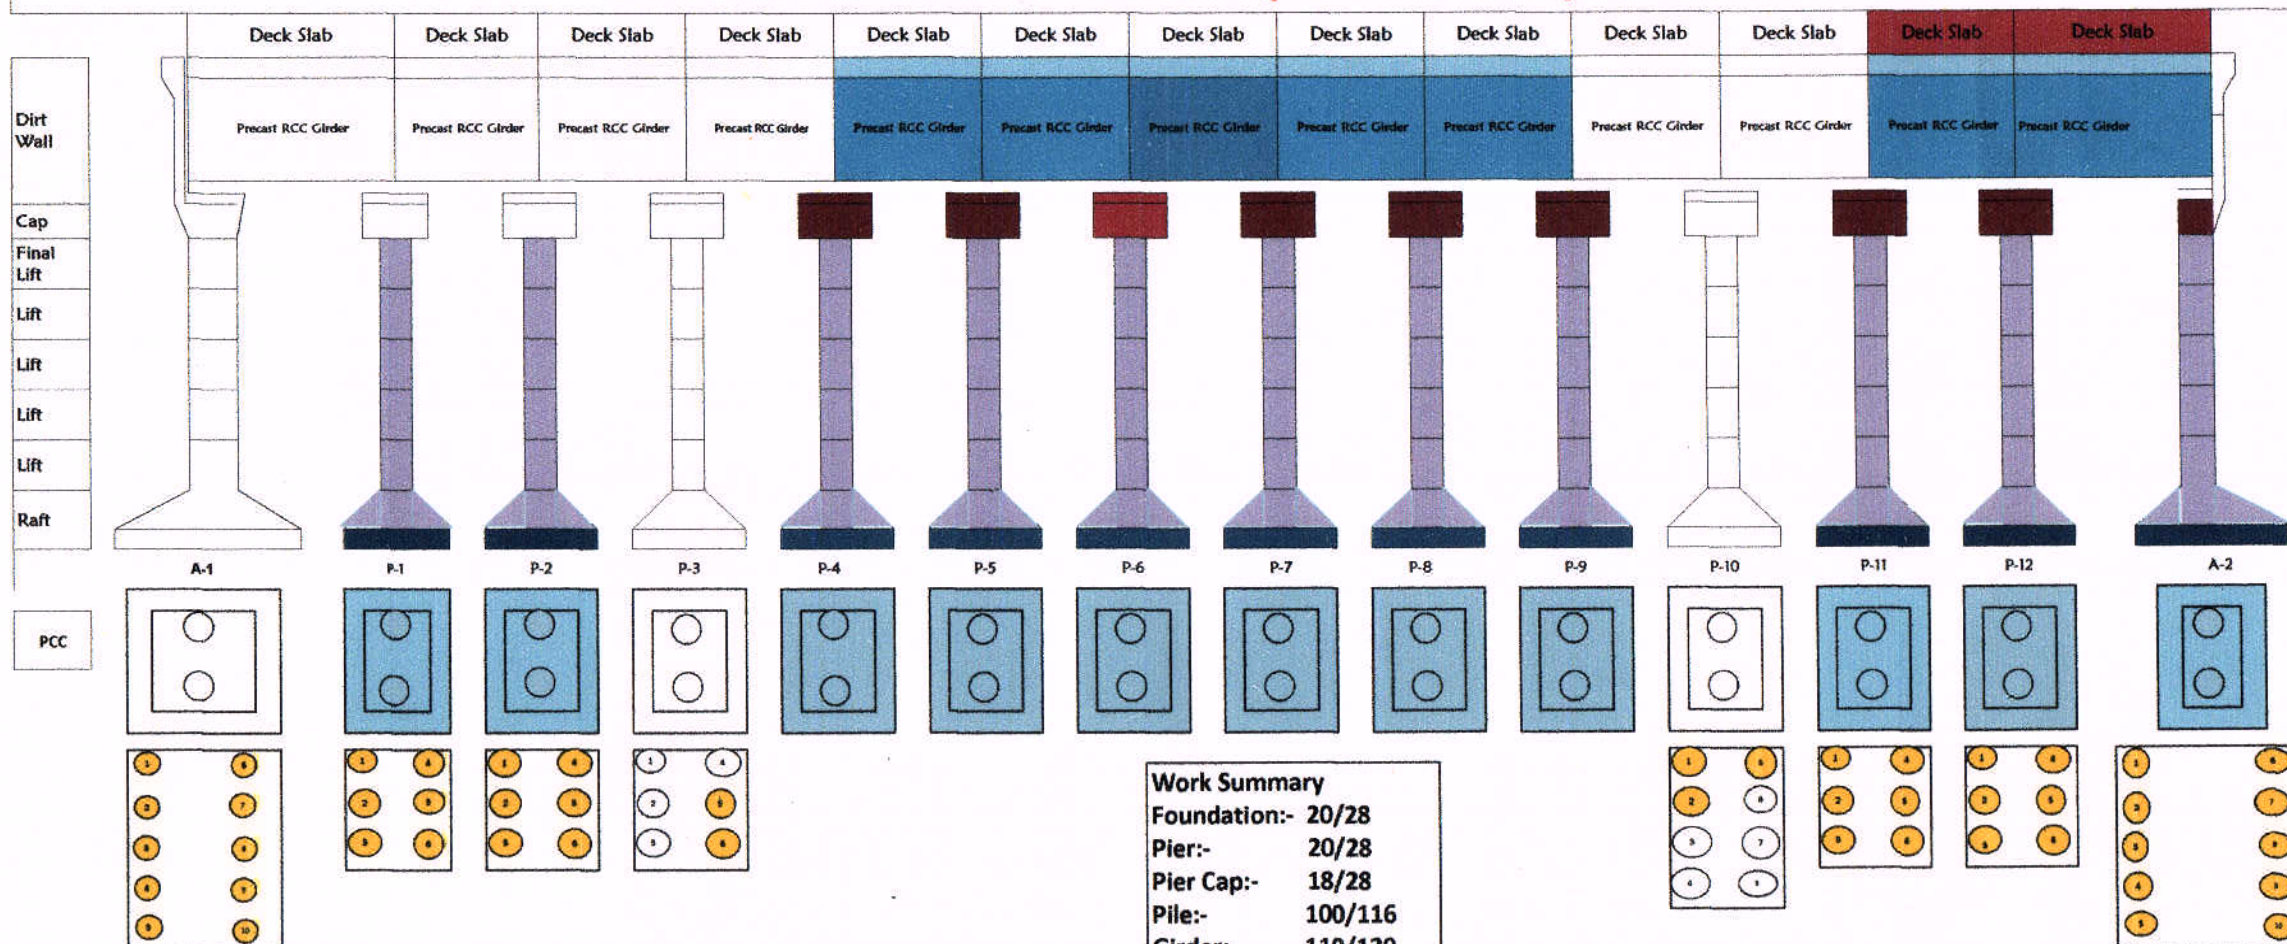 Deck Slab Deck Slab Deck Slab Deck Slab Deck Slab Deck Slab Deck Slab Deck Slab Deck Slab Deck Slab Deck Slab Deck Slab Deck Slab
Dirt
Wall
Precast RCC Girder Precast RCC Girder Precast RCC Girder Precast RCC Girder Precast RCC Girder Precast RCC Girder Precast RCC Girder Precast RCC Girder Precast RCC Girder Precast RCC Girder Precast RCC Girder Precast RCC Girder Precast RCC Girder
Cap
Final
Lift
Lift
Lift
Lift
Lift
Raft
A-1 P-1 P-2 P-3 P-4 P-5 P-6 P-7 P-8 P-9 P-10 P-11 P-12 A-2
PCC
Work Summary
Foundation:- 20/28
Pier:- 20/28
Pier Cap:- 18/28
Pile:- 100/116